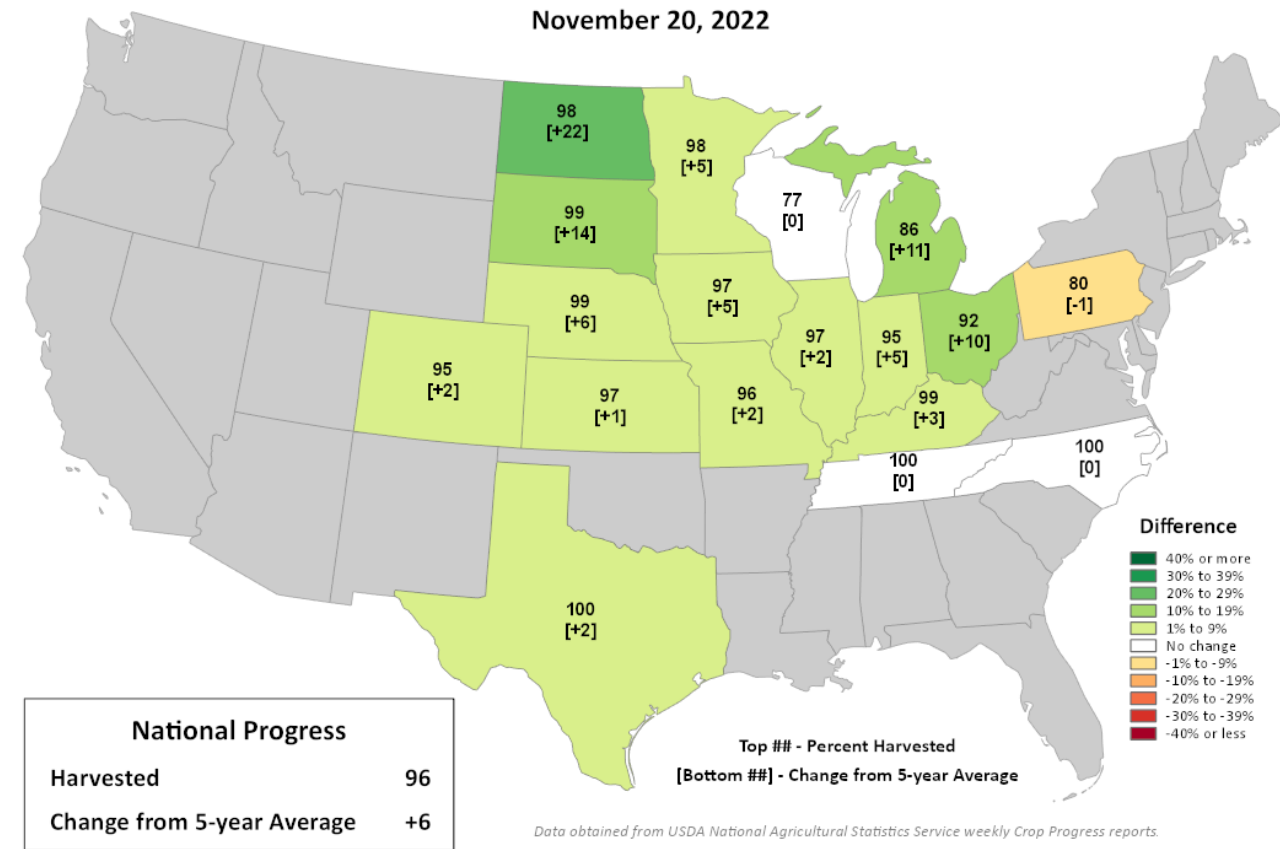 November 20, 2022
98
[+22]
98
[+5]
77
[0]
99
[+14]
86
[+11]
80
[-1]
99
[+6]
97
[+5]
97
[+2]
95
[+5]
92
[+10]
95
[+2]
97
[+1]
96
[+2]
99
[+3]
100
[0]
100
[0]
100
[+2]
Difference
40% or more
30% to 39%
20% to 29%
10% to 19%
1% to 9%
No change
-1% to -9%
-10% to -19%
-20% to -29%
-30% to -39%
-40% or less
National Progress
Harvested 96
Change from 5-year Average +6
Top ## - Percent Harvested
[Bottom ##] - Change from 5-year Average
Data obtained from USDA National Agricultural Statistics Service weekly Crop Progress reports.